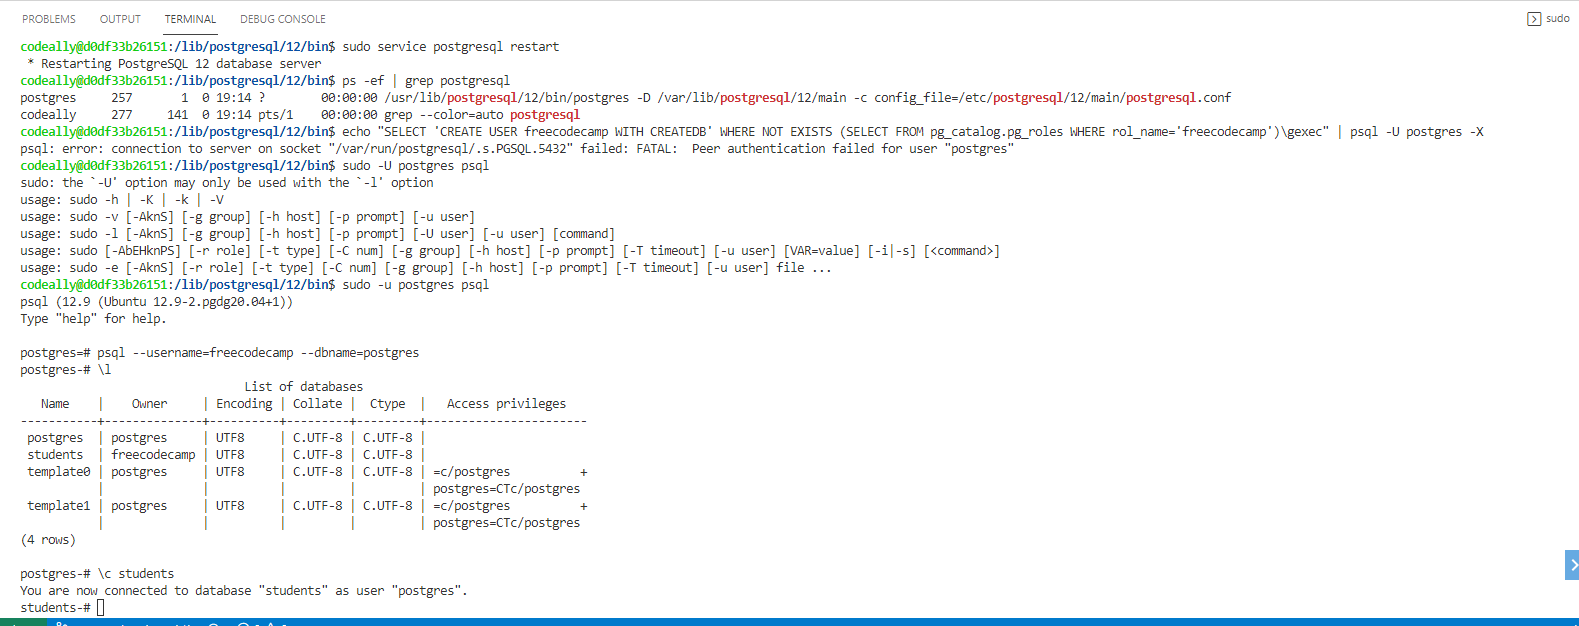 PROBLEMS OUTPUT TERMINAL DEBUG CONSOLE sudo
codeally@d0df33b26151:/lib/postgresql/12/bin$ sudo service postgresql restart
 * Restarting PostgreSQL 12 database server
codeally@d0df33b26151:/lib/postgresql/12/bin$ ps -ef | grep postgresql
postgres     257       1  0 19:14 ?        00:00:00 /usr/lib/postgresql/12/bin/postgres -D /var/lib/postgresql/12/main -c config_file=/etc/postgresql/12/main/postgresql.conf
codeally     277     141  0 19:14 pts/1    00:00:00 grep --color=auto postgresql
codeally@d0df33b26151:/lib/postgresql/12/bin$ echo "SELECT 'CREATE USER freecodecamp WITH CREATEDB' WHERE NOT EXISTS (SELECT FROM pg_catalog.pg_roles WHERE rol_name='freecodecamp')\gexec" | psql -U postgres -X
psql: error: connection to server on socket "/var/run/postgresql/.s.PGSQL.5432" failed: FATAL:  Peer authentication failed for user "postgres"
codeally@d0df33b26151:/lib/postgresql/12/bin$ sudo -U postgres psql
sudo: the `-U' option may only be used with the `-l' option
usage: sudo -h | -K | -k | -V
usage: sudo -v [-AknS] [-g group] [-h host] [-p prompt] [-u user]
usage: sudo -l [-AknS] [-g group] [-h host] [-p prompt] [-U user] [-u user] [command]
usage: sudo [-AbEHknPS] [-r role] [-t type] [-C num] [-g group] [-h host] [-p prompt] [-T timeout] [-u user] [VAR=value] [-i|-s] [<command>]
usage: sudo -e [-AknS] [-r role] [-t type] [-C num] [-g group] [-h host] [-p prompt] [-T timeout] [-u user] file ...
codeally@d0df33b26151:/lib/postgresql/12/bin$ sudo -u postgres psql
psql (12.9 (Ubuntu 12.9-2.pgdg20.04+1))
Type "help" for help.
postgres=# psql --username=freecodecamp --dbname=postgres
postgres-# \l
                                List of databases
   Name    |    Owner     | Encoding | Collate |  Ctype  |   Access privileges
-----------+--------------+----------+---------+---------+-----------------------
 postgres  | postgres     | UTF8     | C.UTF-8 | C.UTF-8 |
 students  | freecodecamp | UTF8     | C.UTF-8 | C.UTF-8 |
 template0 | postgres     | UTF8     | C.UTF-8 | C.UTF-8 | =c/postgres          +
           |              |          |         |         | postgres=CTc/postgres
 template1 | postgres     | UTF8     | C.UTF-8 | C.UTF-8 | =c/postgres          +
           |              |          |         |         | postgres=CTc/postgres
(4 rows)
postgres-# \c students
You are now connected to database "students" as user "postgres".
students-#